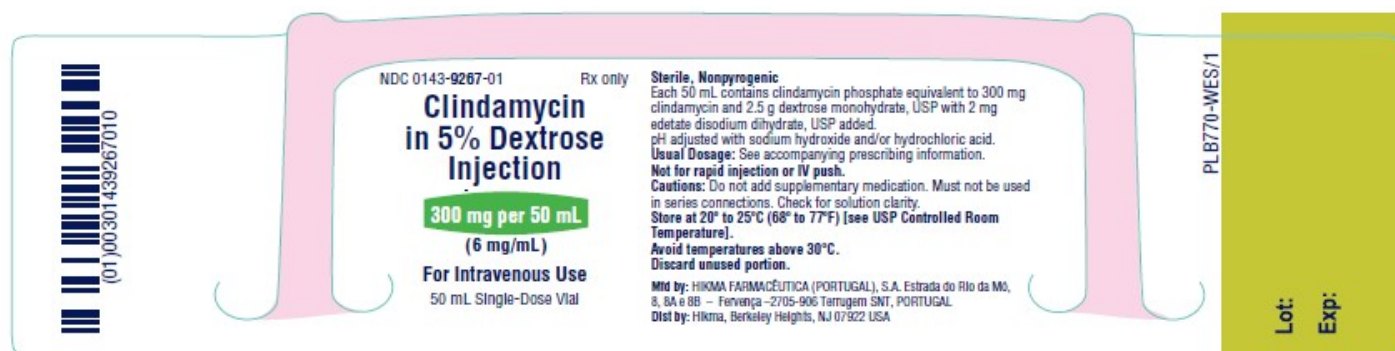 (01)00301439267010
NDC 0143-9267-01 Rx only
Clindamycin
in 5% Dextrose
Injection
300 mg per 50 mL
(6 mg/mL)
For Intravenous Use
50 mL Single-Dose Vial
Sterile, Nonpyrogenic
Each 50 mL contains clindamycin phosphate equivalent to 300 mg
clindamycin and 2.5 g dextrose monohydrate, USP with 2 mg
edetate disodium dihydrate, USP added.
pH adjusted with sodium hydroxide and/or hydrochloric acid.
Usual Dosage: See accompanying prescribing information.
Not for rapid injection or IV push.
Cautions: Do not add supplementary medication. Must not be used
in series connections. Check for solution clarity.
Store at 20° to 25°C (68° to 77°F) [see USP Controlled Room
Temperature].
Avoid temperatures above 30°C.
Discard unused portion.
Mfd by: HIKMA FARMACÊUTICA (PORTUGAL), S.A. Estrada do Rio da Mó,
8, 8A e 8B – Fervença –2705-906 Terrugem SNT, PORTUGAL
Dist by: Hikma, Berkeley Heights, NJ 07922 USA
PLB770-WES/1
Lot:
Exp: